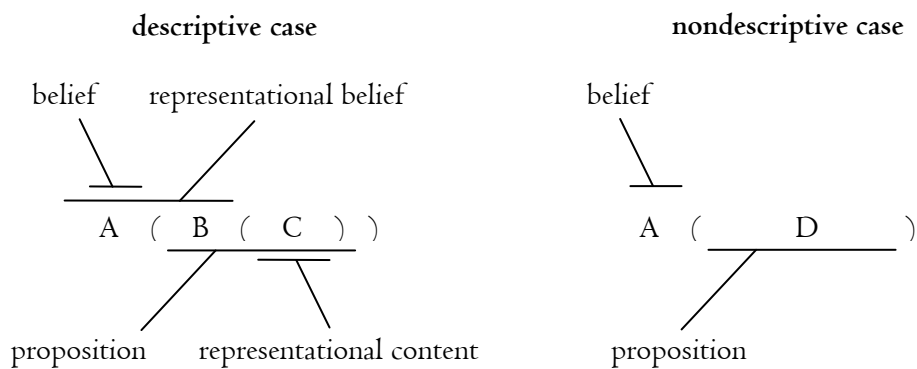 descriptive case nondescriptive case
belief representational belief belief
A ( B ( C ) ) A ( D )
proposition representational content proposition